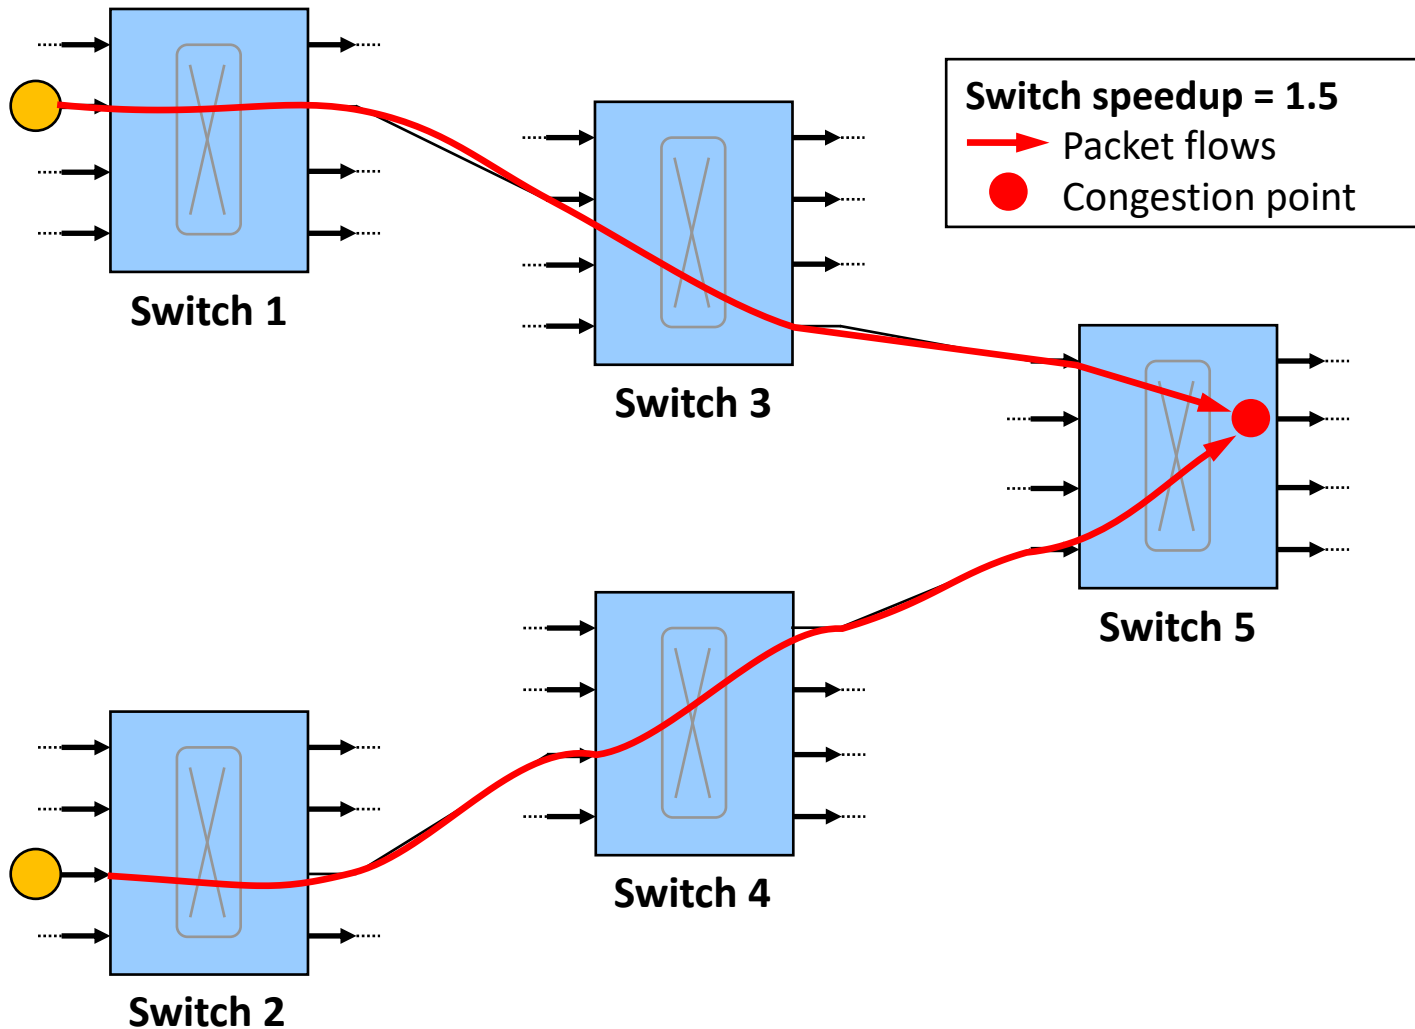 Switch speedup = 1.5
Packet flows
Congestion point
Switch 1
Switch 3
Switch 5
Switch 4
Switch 2